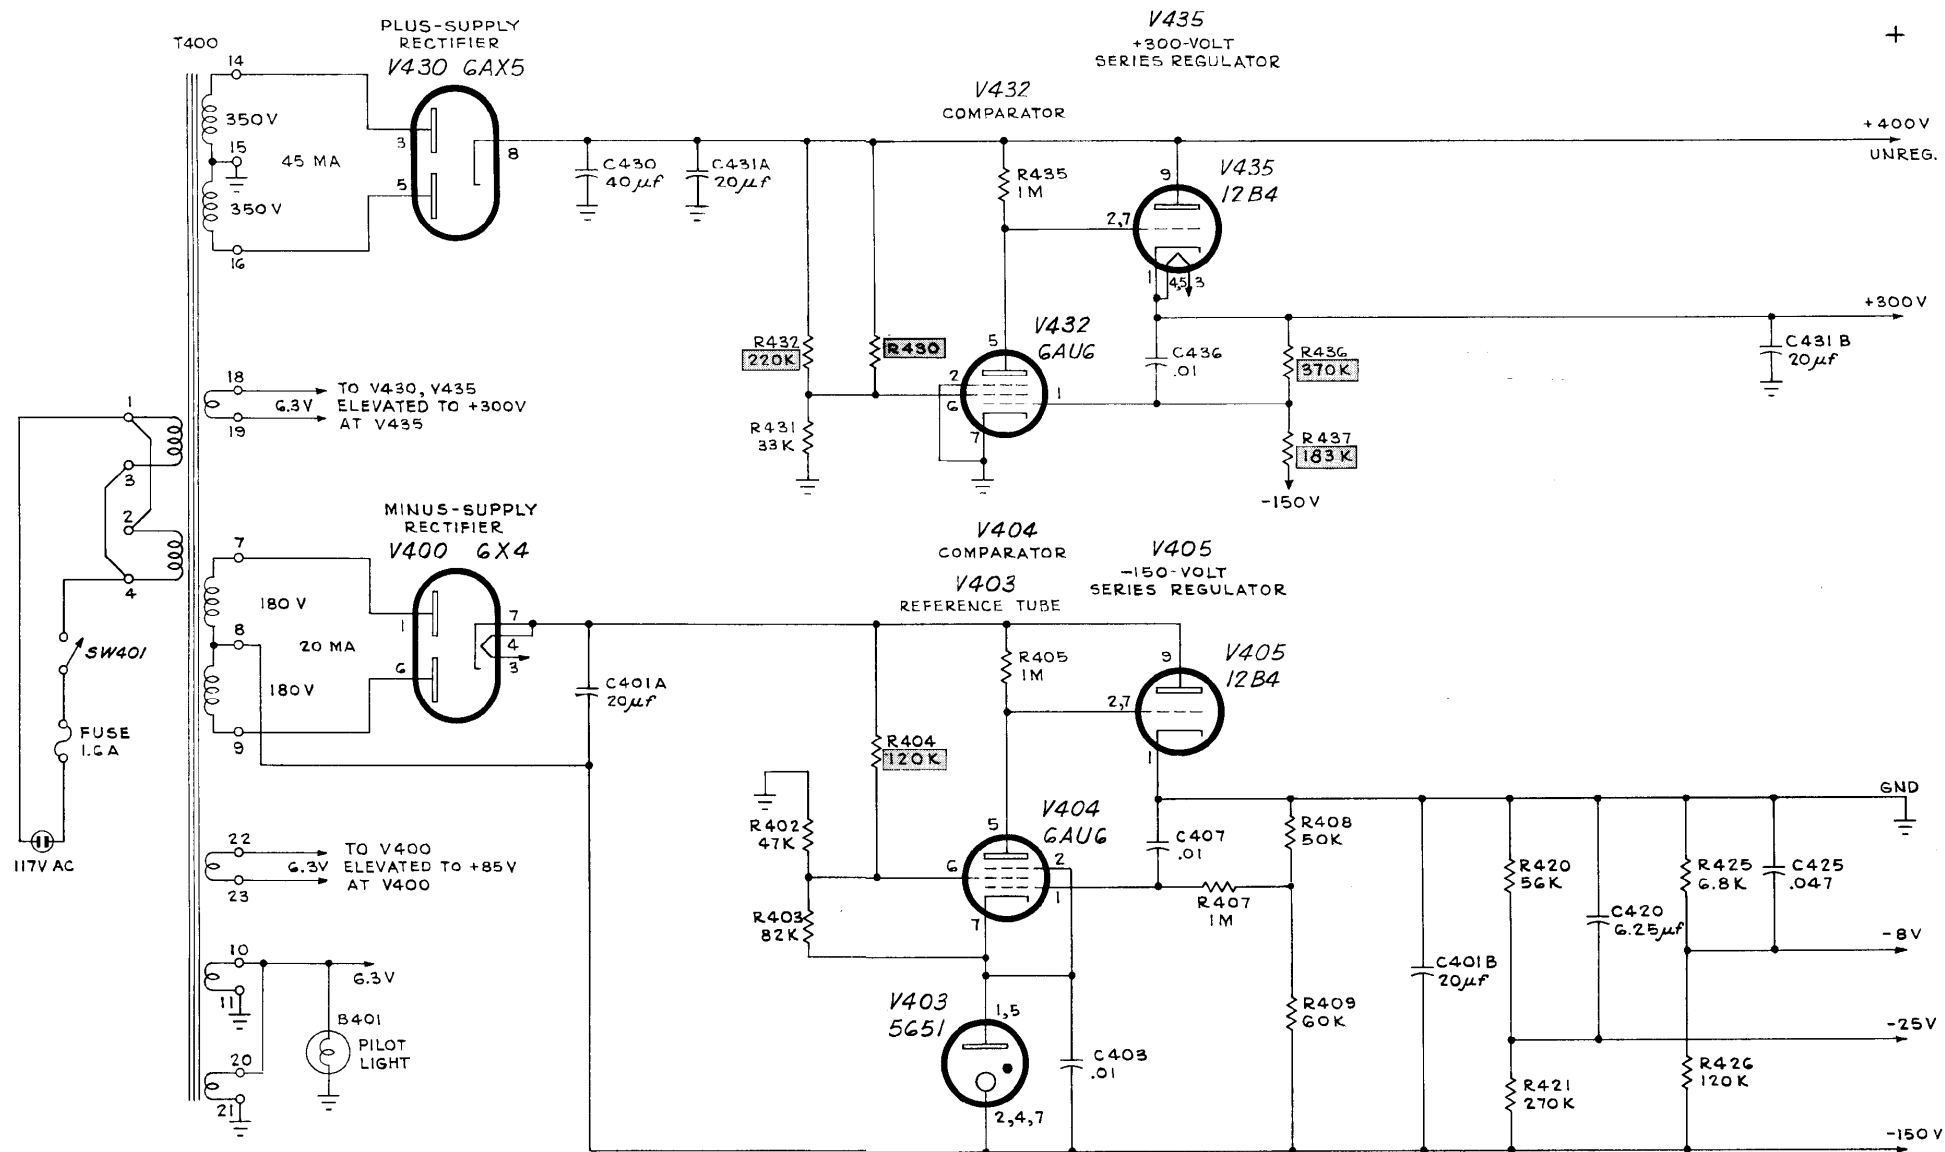 V435
+300-VOLT
SERIES REGULATOR
+
PLUS-SUPPLY
RECTIFIER
V430 6AX5
T400
14
350V
15
45 MA
350V
16
3
5
8
C430
40µf
C431A
20µf
V432
COMPARATOR
R435
1M
9
V435
12B4
2,7
1
4,5
3
+400V
UNREG.
R432
220K
R430
R431
33K
V432
6AU6
5
2
6
7
1
C436
.01
R436
370K
R437
183K
-150V
+300V
C431B
20µf
18
6.3V
19
TO V430, V435
ELEVATED TO +300V
AT V435
1
3
2
4
SW401
FUSE
1.6A
117V AC
MINUS-SUPPLY
RECTIFIER
V400 6X4
7
180V
8
20 MA
180V
9
1
6
7
4
3
C401A
20µf
V404
COMPARATOR
V403
REFERENCE TUBE
V405
-150-VOLT
SERIES REGULATOR
R405
1M
9
V405
12B4
2,7
1
R404
120K
R402
47K
R403
82K
V404
6AU6
5
6
2
1
7
C407
.01
R407
1M
R408
50K
R409
60K
GND
R420
56K
C420
6.25µf
R425
6.8K
C425
.047
-8V
C401B
20µf
-25V
R421
270K
R426
120K
-150V
22
6.3V
23
TO V400
ELEVATED TO +85V
AT V400
10
11
6.3V
B401
PILOT
LIGHT
20
21
V403
5651
1,5
2,4,7
C403
.01